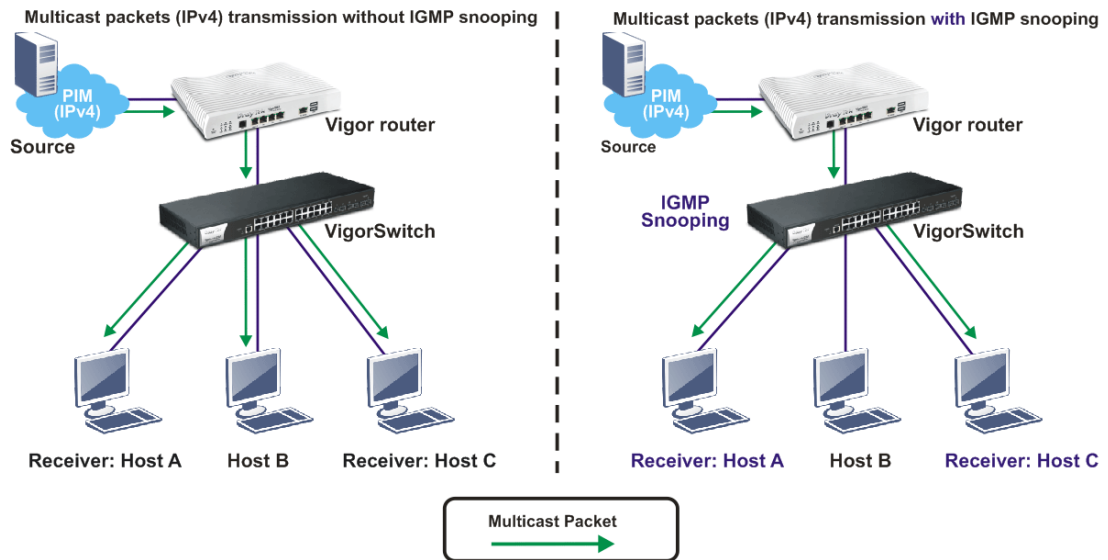 Multicast packets (IPv4) transmission without IGMP snooping
PIM
(IPv4)
Source
Vigor router
VigorSwitch
Receiver: Host A
Host B
Receiver: Host C
Multicast packets (IPv4) transmission with IGMP snooping
PIM
(IPv4)
Source
Vigor router
IGMP
Snooping
VigorSwitch
Receiver: Host A
Host B
Receiver: Host C
Multicast Packet